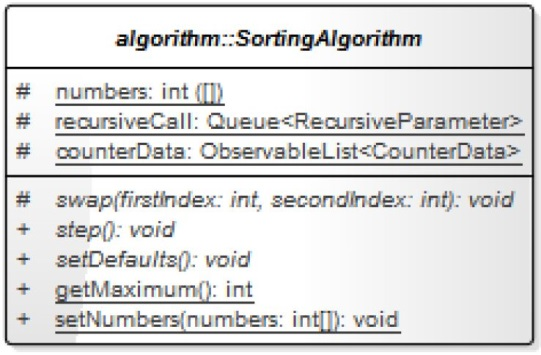 algorithm::SortingAlgorithm
# numbers: int ([])
# recursiveCall: Queue<RecursiveParameter>
# counterData: ObservableList<CounterData>
# swap(firstIndex: int, secondIndex: int): void
+ step(): void
+ setDefaults(): void
+ getMaximum(): int
+ setNumbers(numbers: int[]): void